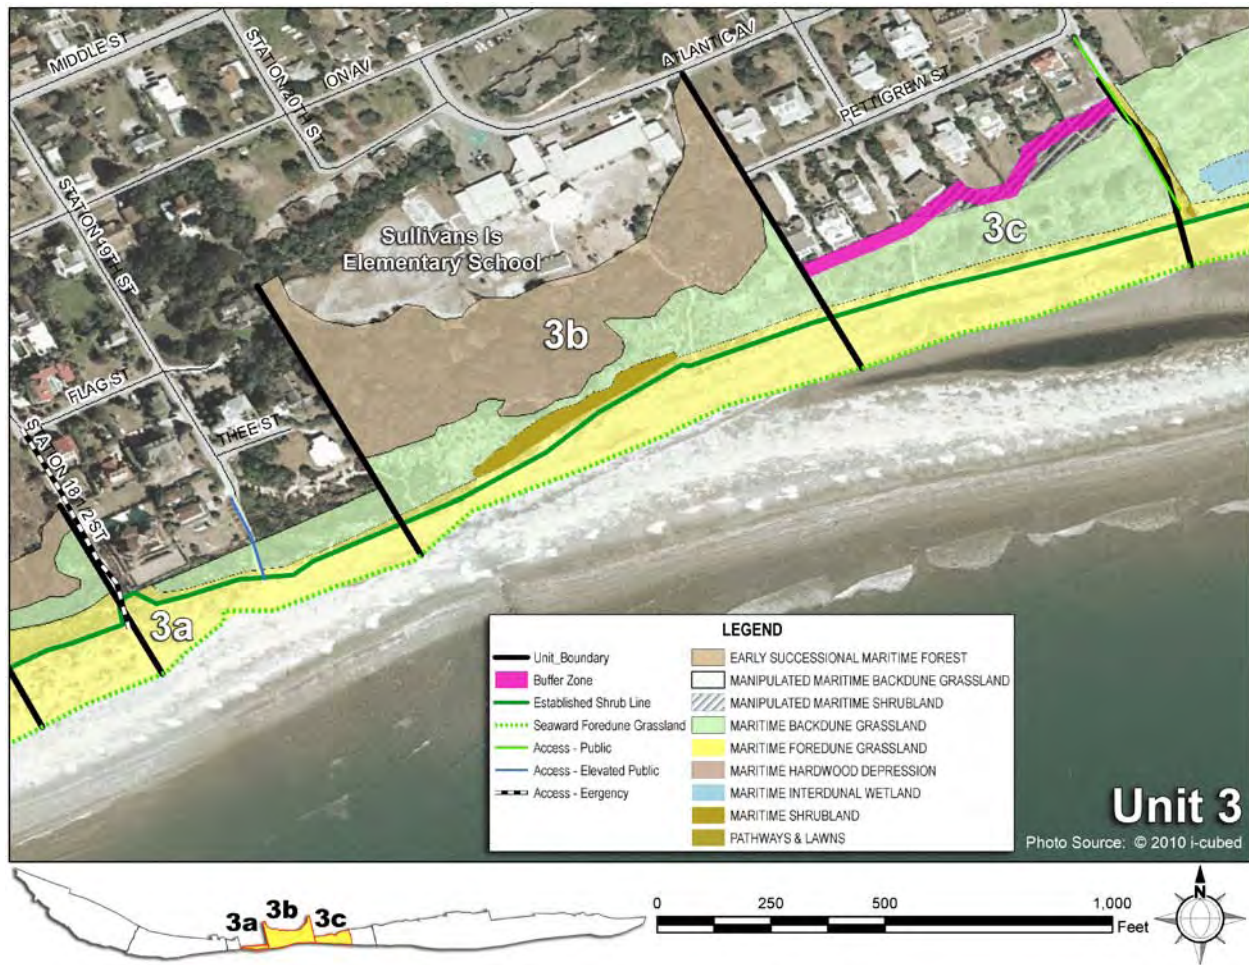 MIDDLE ST
STATION 20TH ST
ION AV
ATLANTIC AV
PETTIGREW ST
STATION 19TH ST
Sullivans Is
Elementary School
3c
3b
FLAG ST
THEE ST
STATION 18 1/2 ST
3a
LEGEND
Unit_Boundary
Buffer Zone
Established Shrub Line
Seaward Foredune Grassland
Access - Public
Access - Elevated Public
Access - Eergency
EARLY SUCCESSIONAL MARITIME FOREST
MANIPULATED MARITIME BACKDUNE GRASSLAND
MANIPULATED MARITIME SHRUBLAND
MARITIME BACKDUNE GRASSLAND
MARITIME FOREDUNE GRASSLAND
MARITIME HARDWOOD DEPRESSION
MARITIME INTERDUNAL WETLAND
MARITIME SHRUBLAND
PATHWAYS & LAWNS
Unit 3
Photo Source: © 2010 i-cubed
3a 3b 3c
0 250 500 1,000
Feet
N